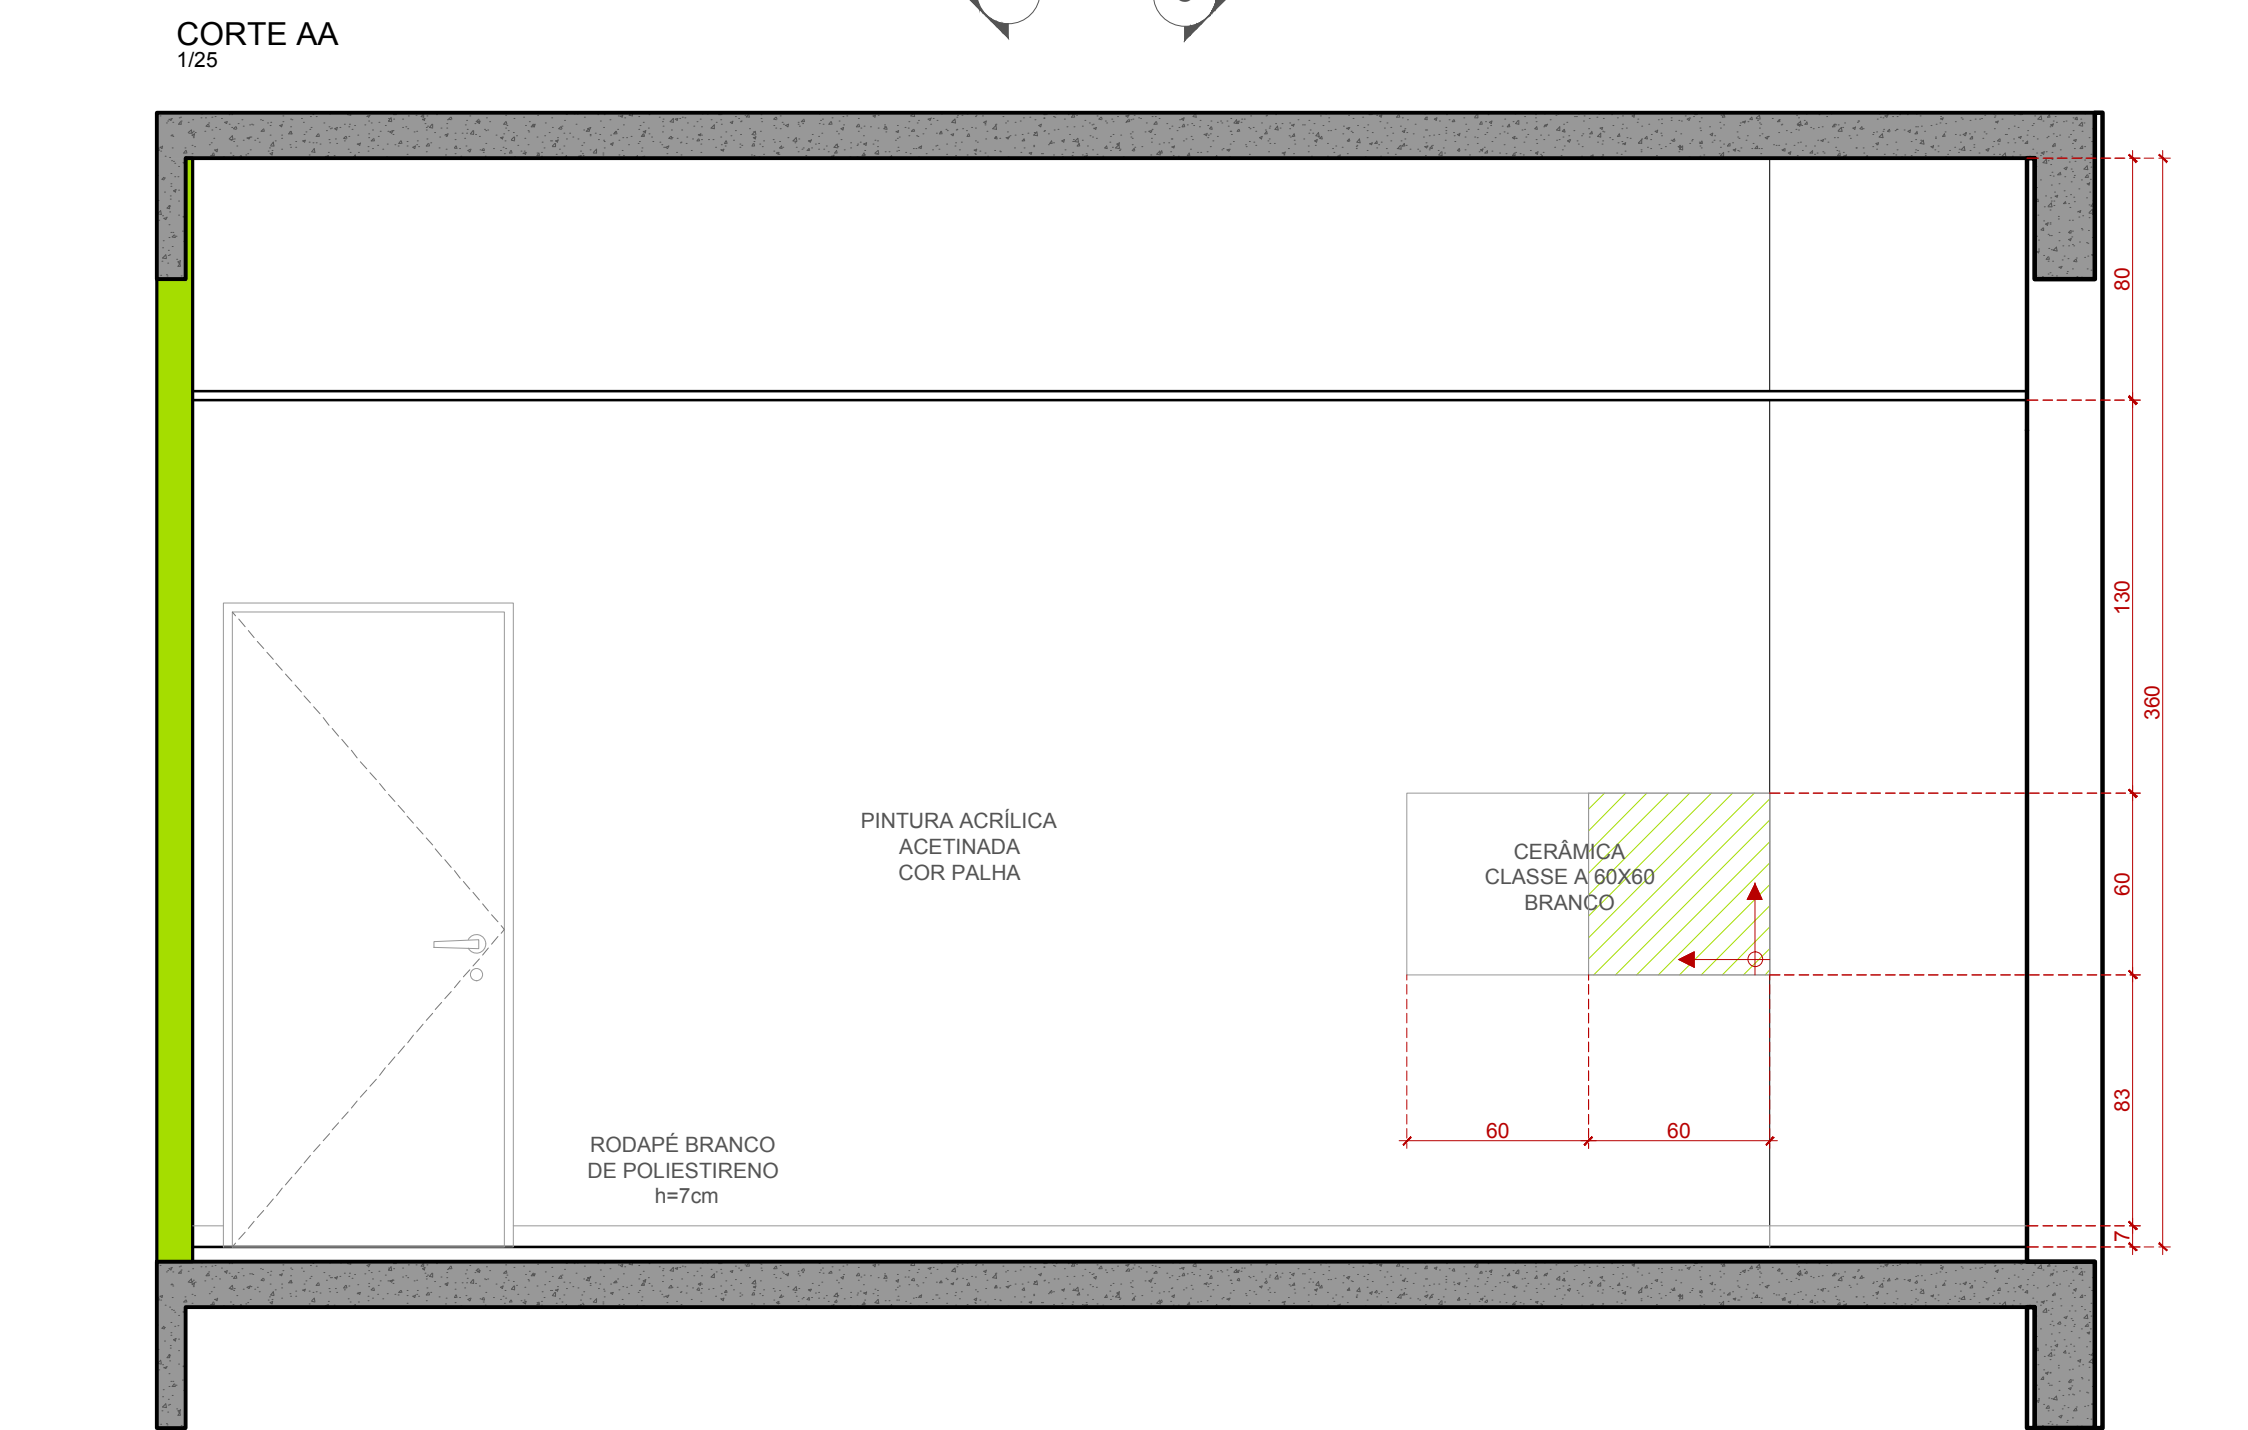 CORTE AA
1/25
80
130
360
PINTURA ACRÍLICA
ACETINADA
COR PALHA
CERÂMICA
CLASSE A 60X60
BRANCO
60
83
60
60
RODAPÉ BRANCO
DE POLIESTIRENO
h=7cm
7